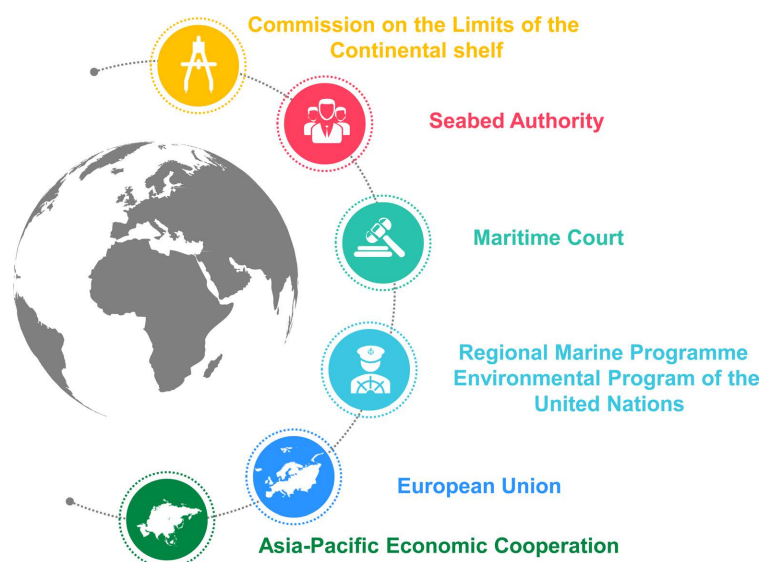 Commission on the Limits of the
Continental shelf
Seabed Authority
Maritime Court
Regional Marine Programme
Environmental Program of the
United Nations
European Union
Asia-Pacific Economic Cooperation